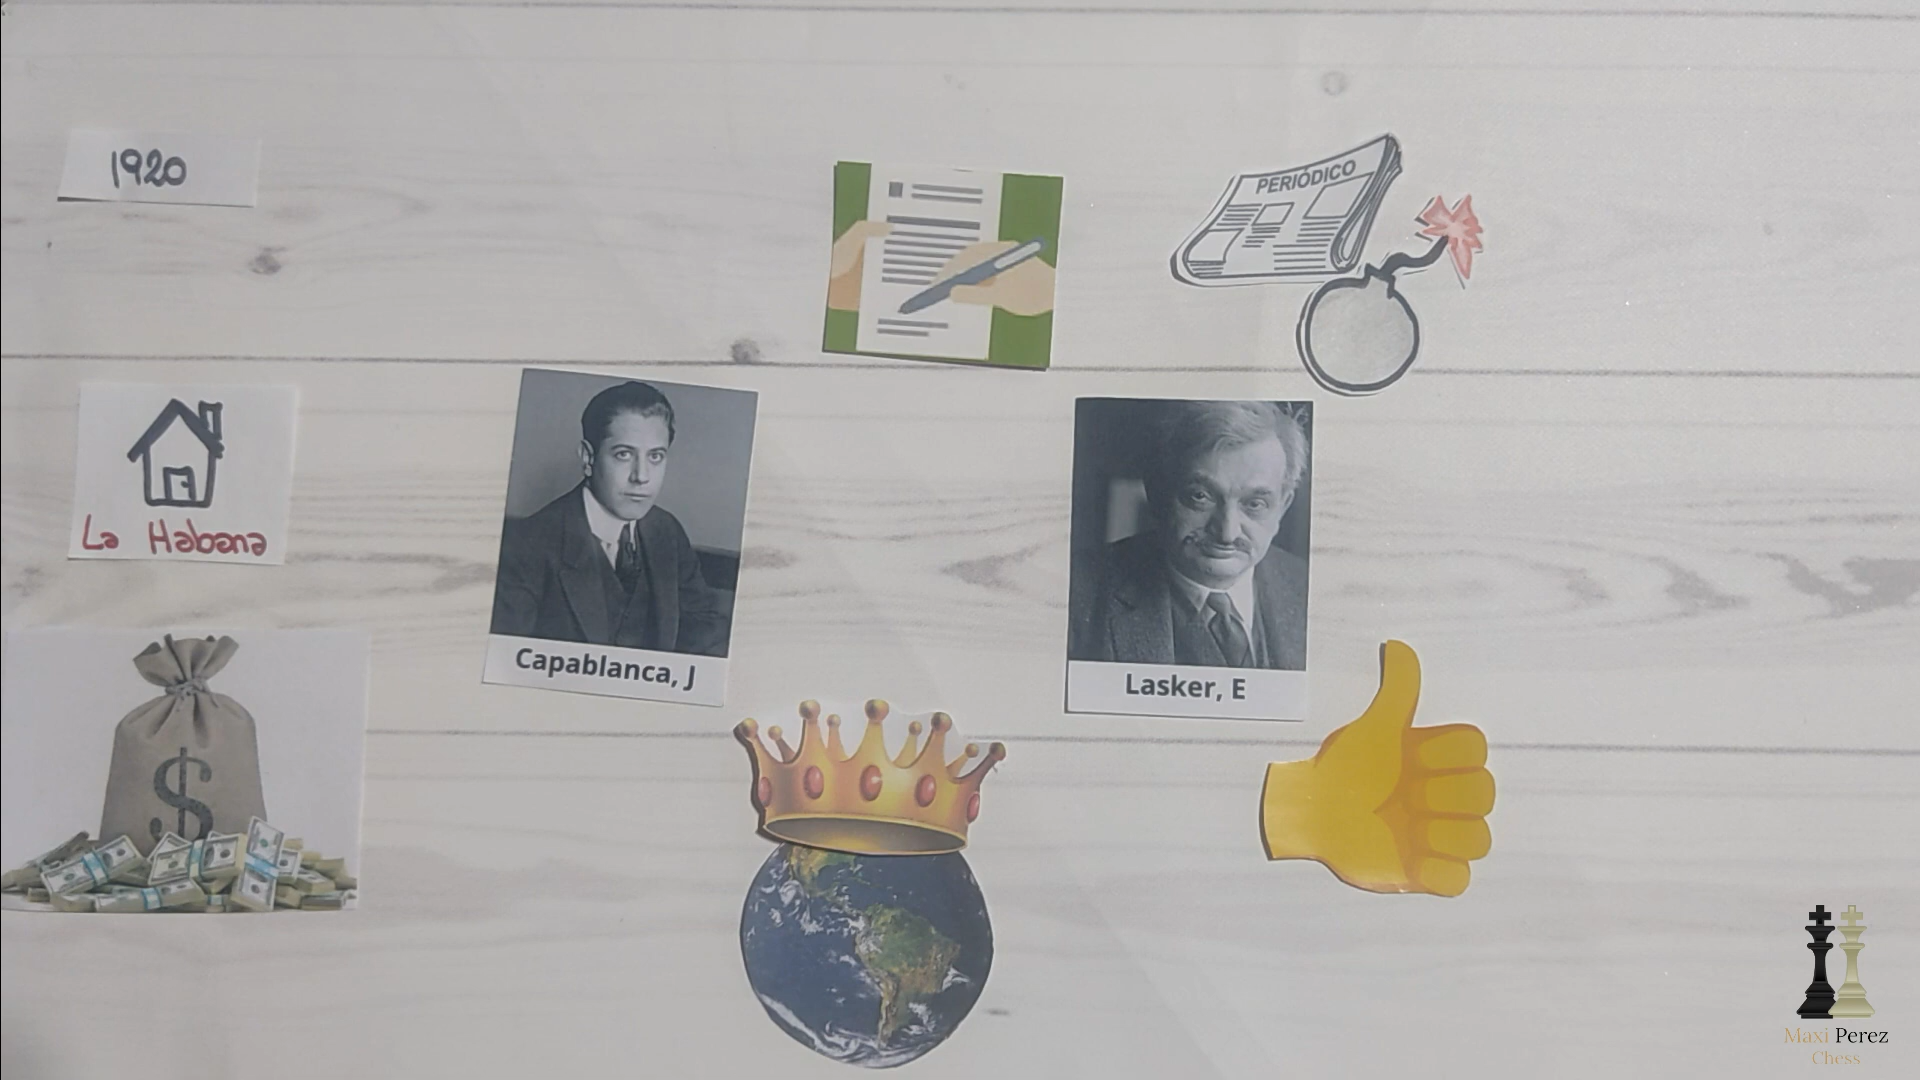 1920
PERIÓDICO
La Habana
$
Capablanca, J
Lasker, E
Maxi Perez
Chess